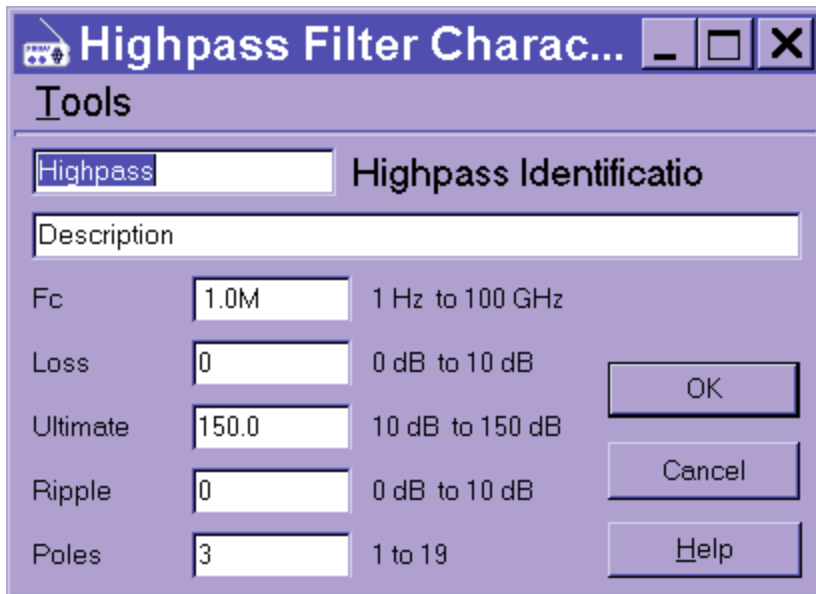 Highpass Filter Charac...
Tools
Highpass Highpass Identificatio
Description
Fc 1.0M 1 Hz to 100 GHz
Loss 0 0 dB to 10 dB
OK
Ultimate 150.0 10 dB to 150 dB
Cancel
Ripple 0 0 dB to 10 dB
Help
Poles 3 1 to 19